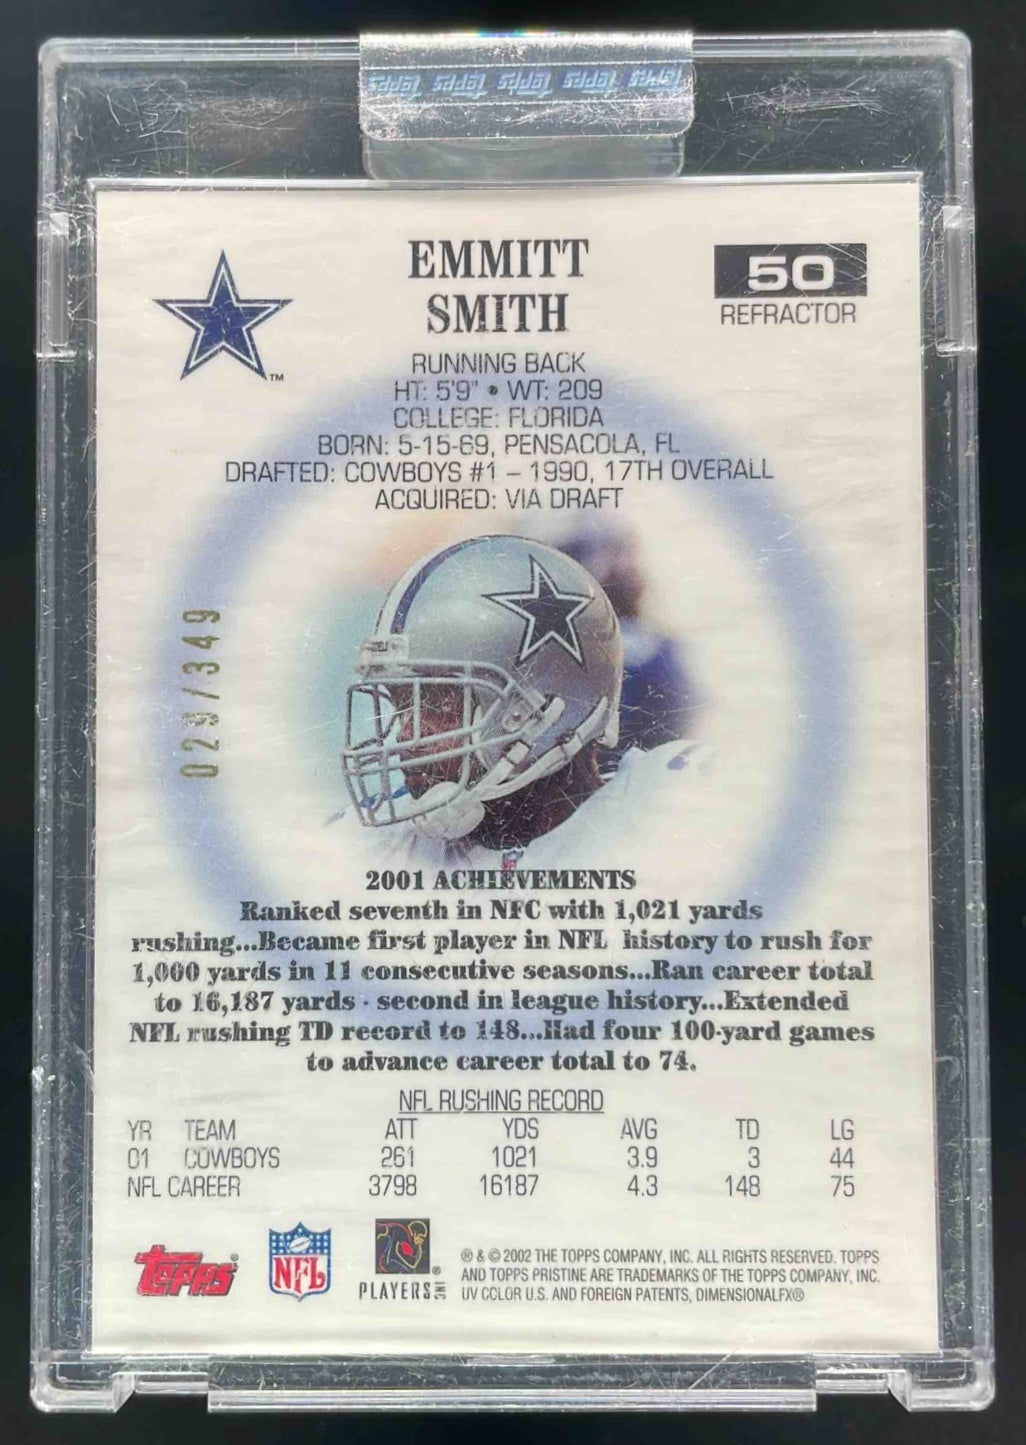 Topps Topps Topps Topps Topps
EMMITT
SMITH
50
REFRACTOR
™
RUNNING BACK
HT: 5'9" • WT: 209
COLLEGE: FLORIDA
BORN: 5-15-69, PENSACOLA, FL
DRAFTED: COWBOYS #1 – 1990, 17TH OVERALL
ACQUIRED: VIA DRAFT
029/349
2001 ACHIEVEMENTS
Ranked seventh in NFC with 1,021 yards
rushing...Became first player in NFL history to rush for
1,000 yards in 11 consecutive seasons...Ran career total
to 16,187 yards - second in league history...Extended
NFL rushing TD record to 148...Had four 100-yard games
to advance career total to 74.
NFL RUSHING RECORD
YR TEAM ATT YDS AVG TD LG
01 COWBOYS 261 1021 3.9 3 44
NFL CAREER 3798 16187 4.3 148 75
Topps®
NFL
PLAYERS INC®
® & © 2002 THE TOPPS COMPANY, INC. ALL RIGHTS RESERVED. TOPPS
AND TOPPS PRISTINE ARE TRADEMARKS OF THE TOPPS COMPANY, INC.
UV COLOR U.S. AND FOREIGN PATENTS, DIMENSIONALFX®